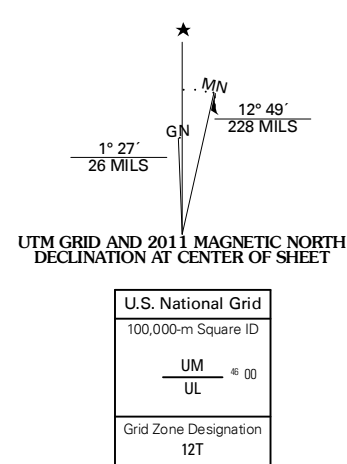 ★
MN
GN
12° 49´
228 MILS
1° 27´
26 MILS
UTM GRID AND 2011 MAGNETIC NORTH
DECLINATION AT CENTER OF SHEET
U.S. National Grid
100,000-m Square ID
UM
46 00
UL
Grid Zone Designation
12T